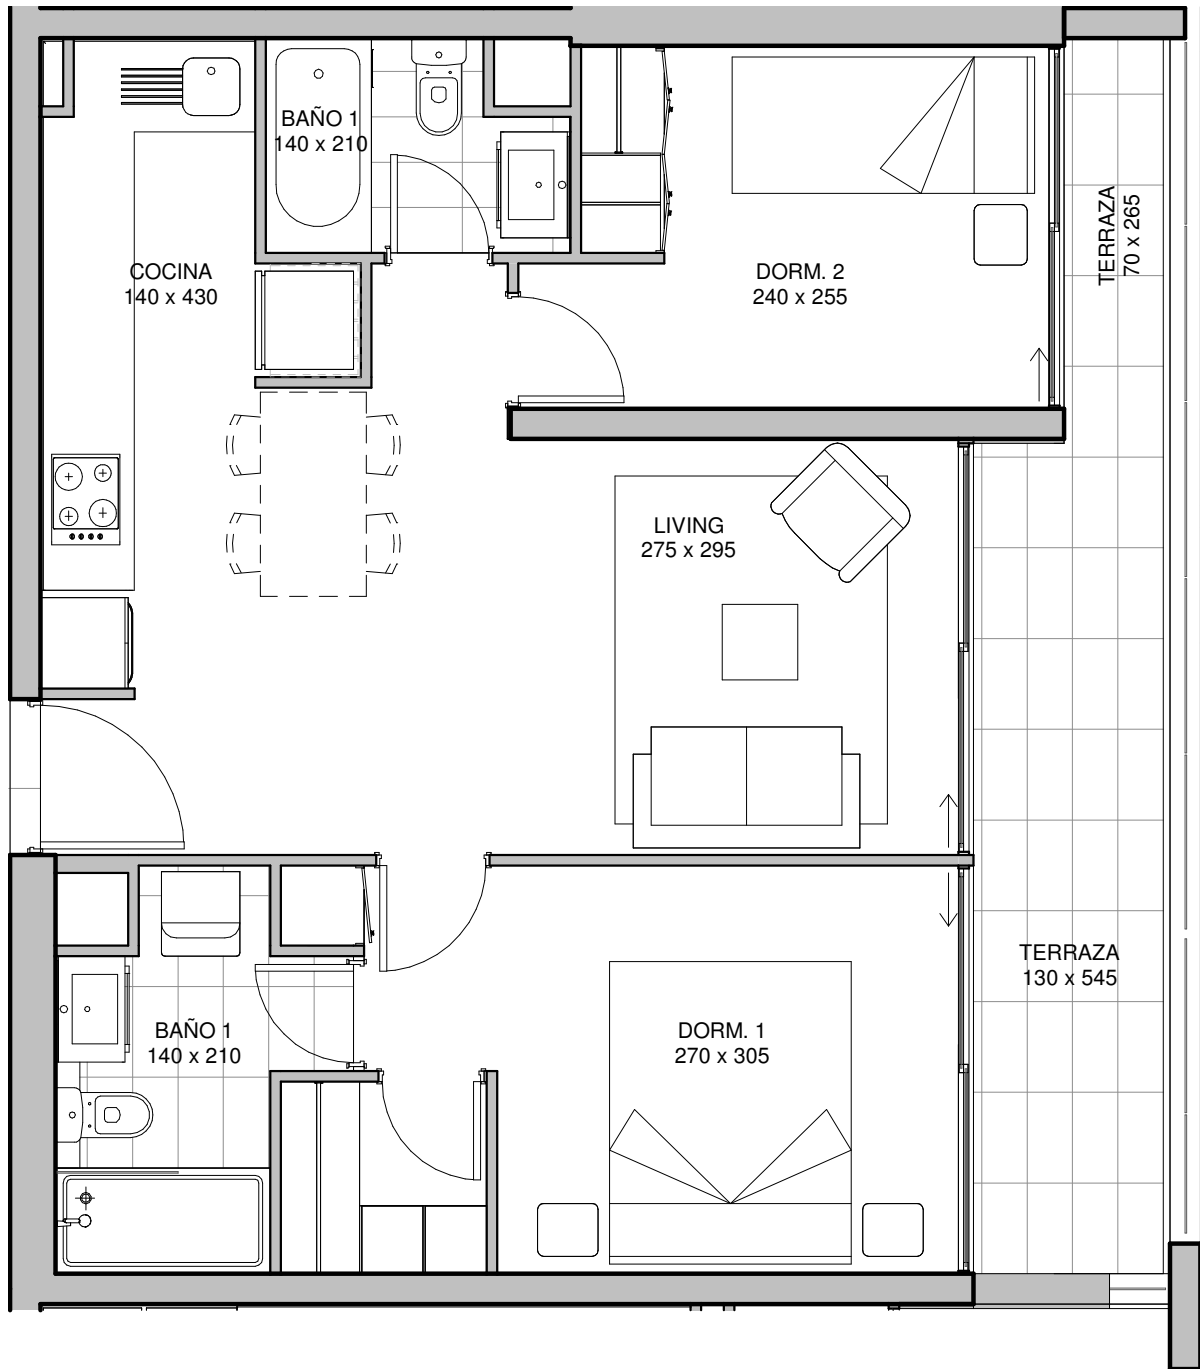 BAÑO 1
140 x 210
COCINA
140 x 430
DORM. 2
240 x 255
TERRAZA
70 x 265
LIVING
275 x 295
TERRAZA
130 x 545
BAÑO 1
140 x 210
DORM. 1
270 x 305